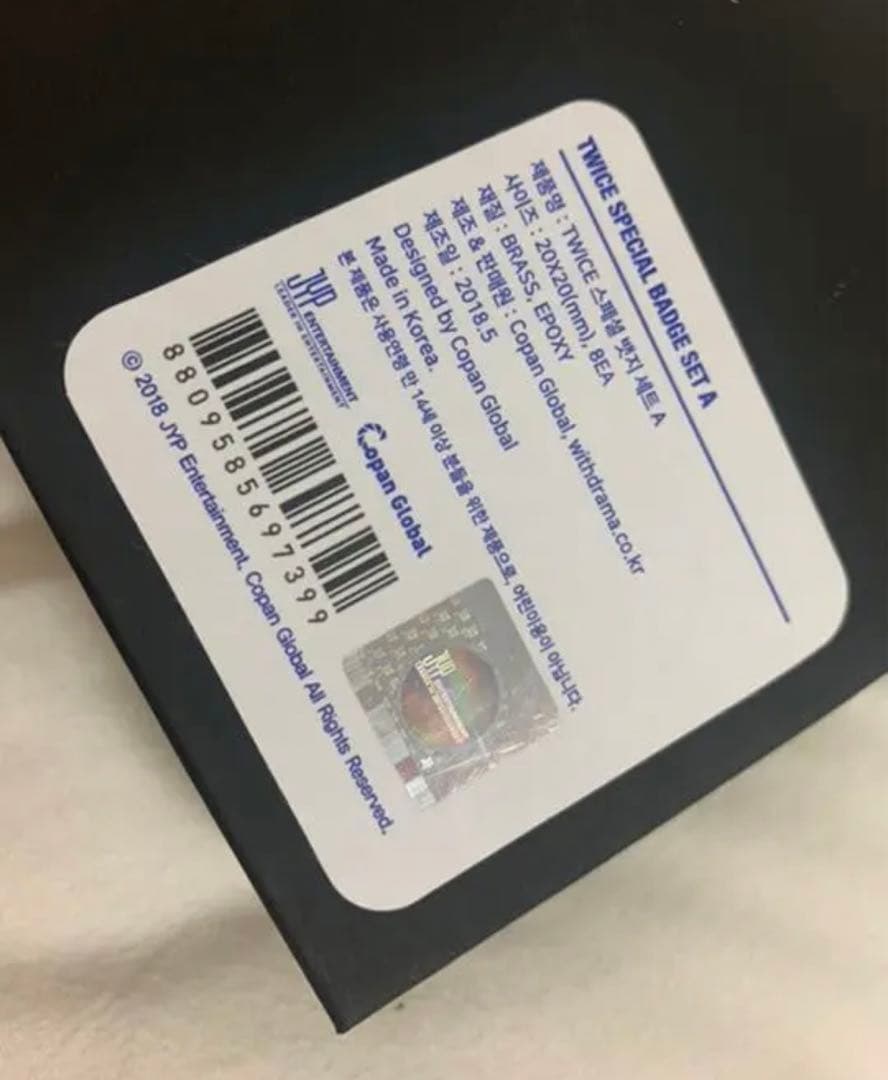 TWICE SPECIAL BADGE SET A
제품명 : TWICE 스페셜 뱃지 세트 A
사이즈 : 20X20(mm), 8EA
재질 : BRASS, EPOXY
제조 & 판매원 : Copan Global, withdrama.co.kr
제조일 : 2018.5
Designed by Copan Global
Made in Korea.
본 제품은 사용연령 만 14세 이상 분들을 위한 제품으로, 어린이용이 아닙니다.
JYP ENTERTAINMENT
LEADER IN ENTERTAINMENT
Copan Global
8809585697399
JYP
© 2018 JYP Entertainment. Copan Global All Rights Reserved.